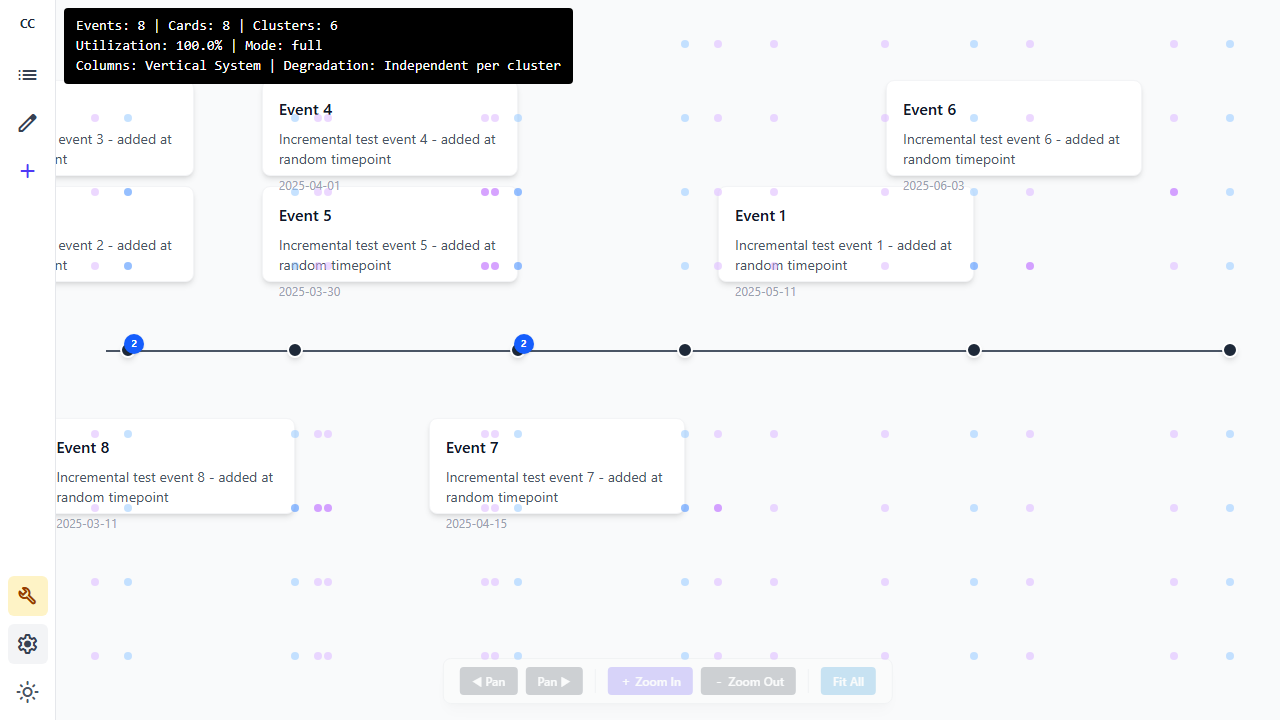 CC
Events: 8 | Cards: 8 | Clusters: 6
Utilization: 100.0% | Mode: full
Columns: Vertical System | Degradation: Independent per cluster
event 3 - added at
nt
Event 4
Incremental test event 4 - added at
random timepoint
2025-04-01
Event 6
Incremental test event 6 - added at
random timepoint
2025-06-03
event 2 - added at
nt
Event 5
Incremental test event 5 - added at
random timepoint
2025-03-30
Event 1
Incremental test event 1 - added at
random timepoint
2025-05-11
2
2
Event 8
Incremental test event 8 - added at
random timepoint
2025-03-11
Event 7
Incremental test event 7 - added at
random timepoint
2025-04-15
◀ Pan
Pan ▶
+ Zoom In
- Zoom Out
Fit All